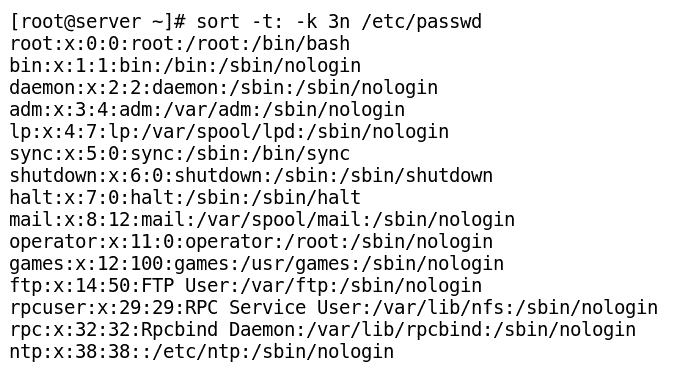 [root@server ~]# sort -t: -k 3n /etc/passwd
root:x:0:0:root:/root:/bin/bash
bin:x:1:1:bin:/bin:/sbin/nologin
daemon:x:2:2:daemon:/sbin:/sbin/nologin
adm:x:3:4:adm:/var/adm:/sbin/nologin
lp:x:4:7:lp:/var/spool/lpd:/sbin/nologin
sync:x:5:0:sync:/sbin:/bin/sync
shutdown:x:6:0:shutdown:/sbin:/sbin/shutdown
halt:x:7:0:halt:/sbin:/sbin/halt
mail:x:8:12:mail:/var/spool/mail:/sbin/nologin
operator:x:11:0:operator:/root:/sbin/nologin
games:x:12:100:games:/usr/games:/sbin/nologin
ftp:x:14:50:FTP User:/var/ftp:/sbin/nologin
rpcuser:x:29:29:RPC Service User:/var/lib/nfs:/sbin/nologin
rpc:x:32:32:Rpcbind Daemon:/var/lib/rpcbind:/sbin/nologin
ntp:x:38:38::/etc/ntp:/sbin/nologin